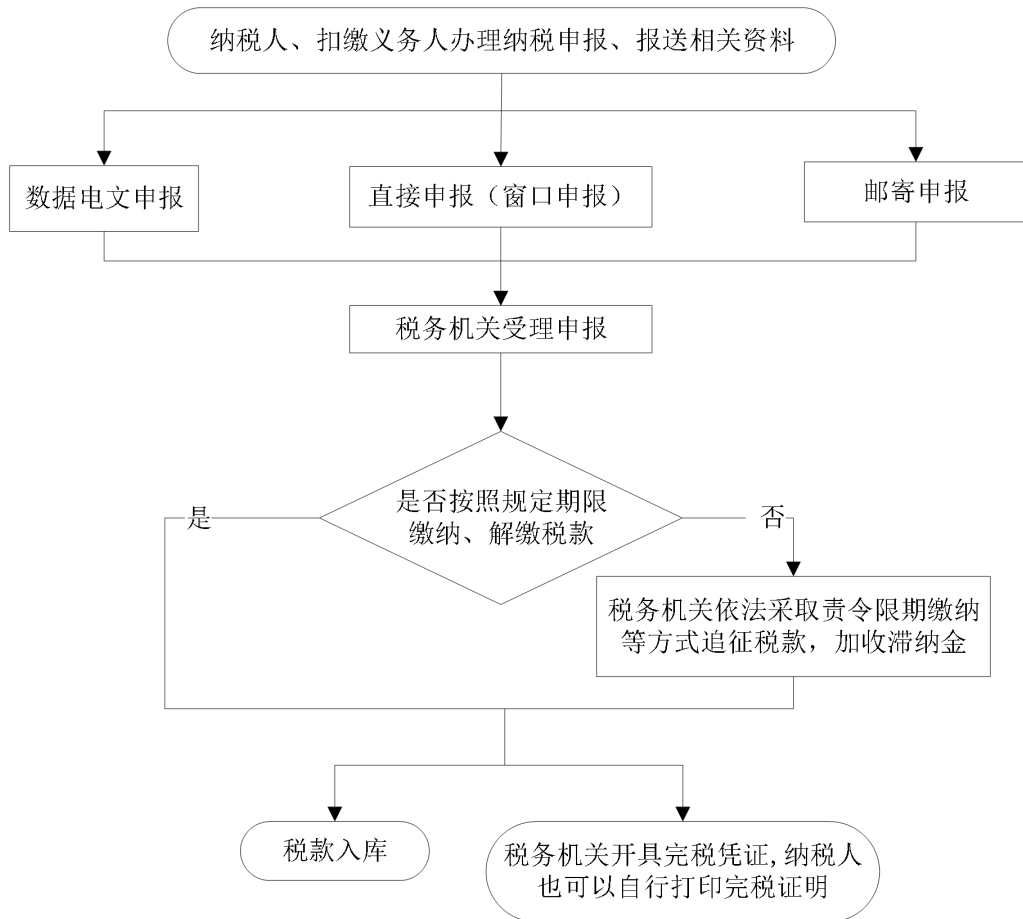 纳税人、扣缴义务人办理纳税申报、报送相关资料
数据电文申报
直接申报（窗口申报）
邮寄申报
税务机关受理申报
是否按照规定期限
缴纳、解缴税款
是
否
税务机关依法采取责令限期缴纳
等方式追征税款，加收滞纳金
税款入库
税务机关开具完税凭证,纳税人
也可以自行打印完税证明